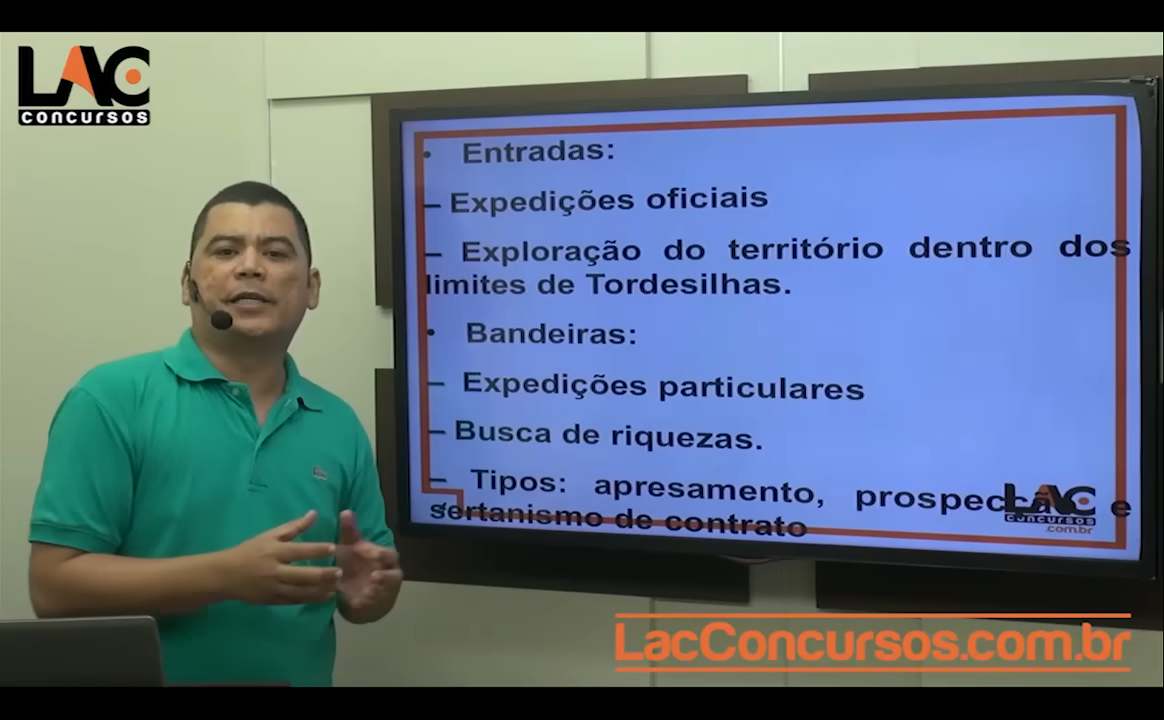 LAC
concursos
• Entradas:
– Expedições oficiais
– Exploração do território dentro dos
limites de Tordesilhas.
• Bandeiras:
– Expedições particulares
– Busca de riquezas.
– Tipos: apresamento, prospecção e
sertanismo de contrato
LAC
concursos
.com.br
LacConcursos.com.br